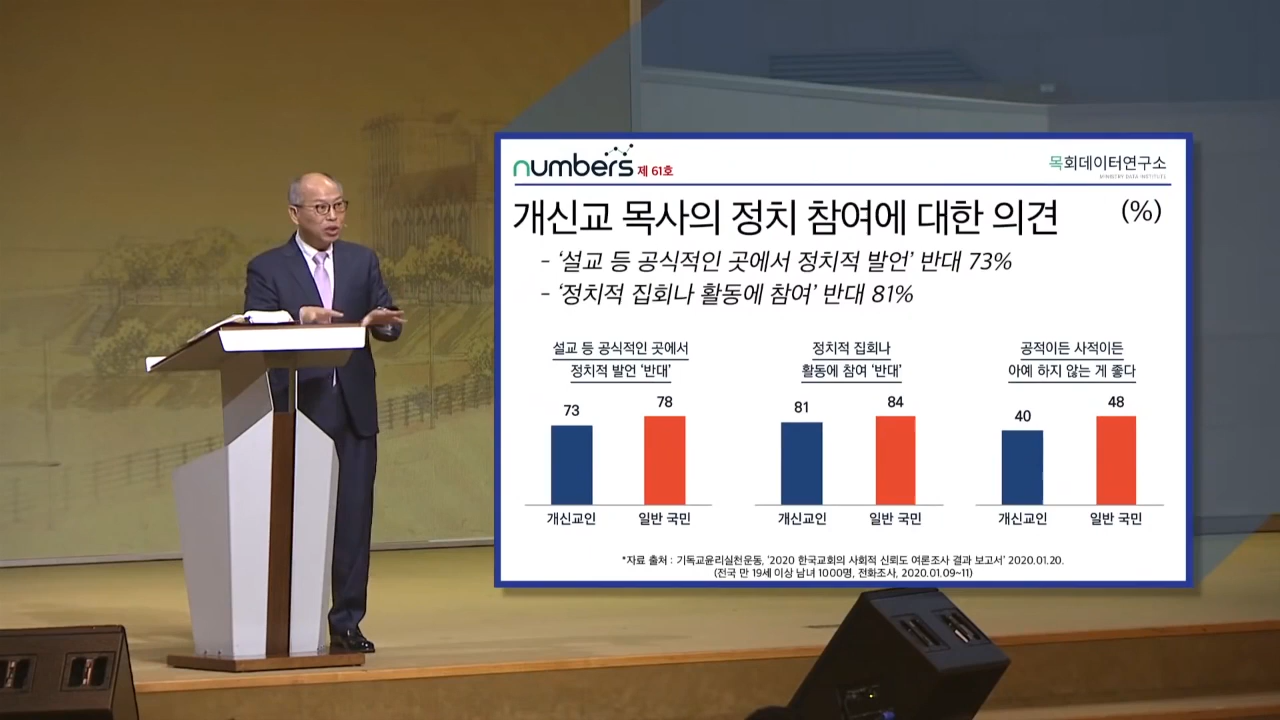 numbers 제 61호
목회데이터연구소
MINISTRY DATA INSTITUTE
개신교 목사의 정치 참여에 대한 의견 (%)
- ‘설교 등 공식적인 곳에서 정치적 발언’ 반대 73%
- ‘정치적 집회나 활동에 참여’ 반대 81%
설교 등 공식적인 곳에서
정치적 발언 ‘반대’
73 78
개신교인 일반 국민
정치적 집회나
활동에 참여 ‘반대’
81 84
개신교인 일반 국민
공적이든 사적이든
아예 하지 않는 게 좋다
40 48
개신교인 일반 국민
*자료 출처 : 기독교윤리실천운동, ‘2020 한국교회의 사회적 신뢰도 여론조사 결과 보고서’ 2020.01.20.
(전국 만 19세 이상 남녀 1000명, 전화조사, 2020.01.09~11)